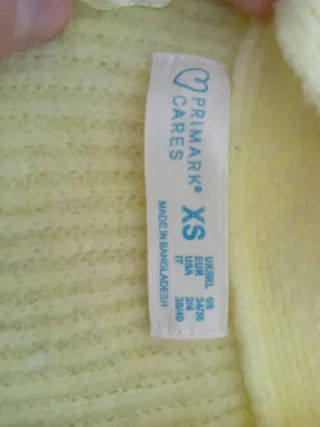 PRIMARK®
CARES
XS
UK/IRL 6/8
EUR 34/36
USA 2/4
IT 38/40
MADE IN BANGLADESH